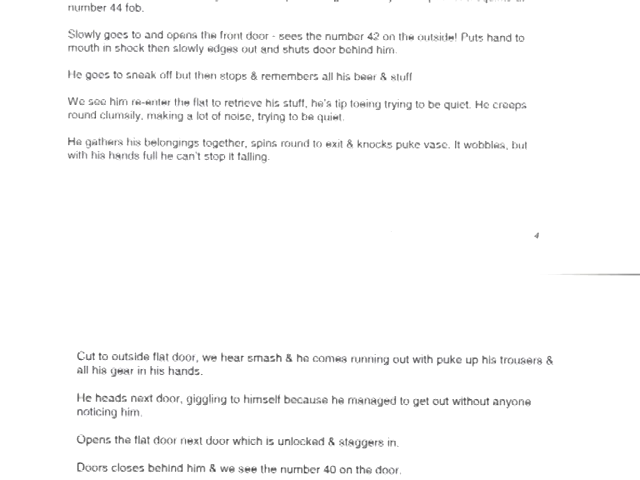 number 44 fob.
Slowly goes to and opens the front door - sees the number 42 on the outside! Puts hand to
mouth in shock then slowly edges out and shuts door behind him.
He goes to sneak off but then stops & remembers all his beer & stuff
We see him re-enter the flat to retrieve his stuff, he's tip toeing trying to be quiet. He creeps
round clumsily, making a lot of noise, trying to be quiet.
He gathers his belongings together, spins round to exit & knocks puke vase. It wobbles, but
with his hands full he can't stop it falling.
4
Cut to outside flat door, we hear smash & he comes running out with puke up his trousers &
all his gear in his hands.
He heads next door, giggling to himself because he managed to get out without anyone
noticing him.
Opens the flat door next door which is unlocked & staggers in.
Doors closes behind him & we see the number 40 on the door.